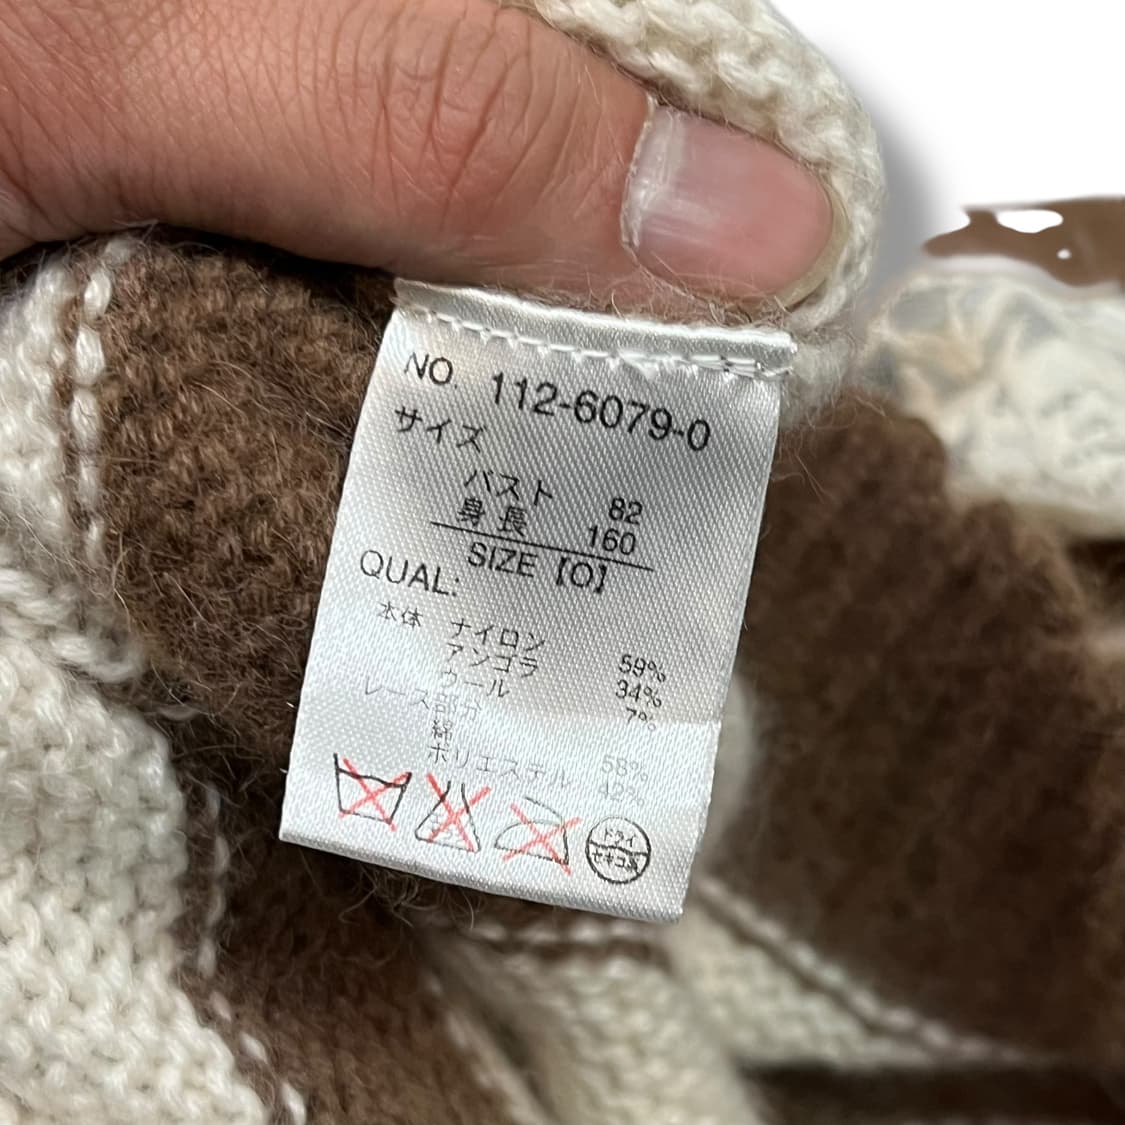 NO. 112-6079-0
サイズ
バスト 82
身長 160
SIZE【O】
QUAL:
本体 ナイロン 59%
アンゴラ 34%
ウール 7%
レース部分
綿 58%
ポリエステル 42%
ドライ
セキユ系